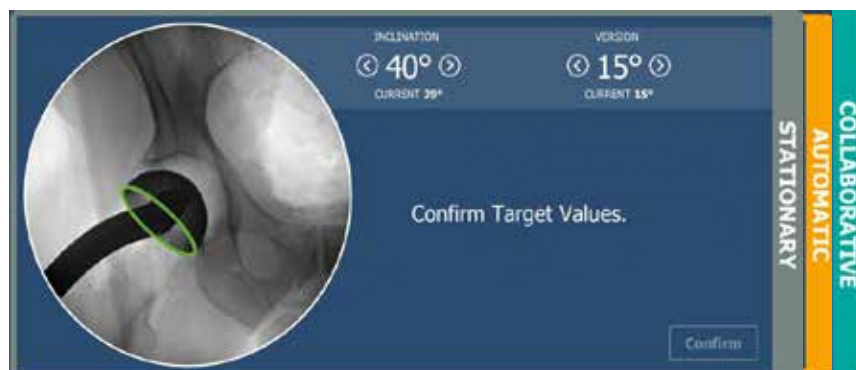 INCLINATION
40°
CURRENT 39°
VERSION
15°
CURRENT 15°
Confirm Target Values.
Confirm
STATIONARY
AUTOMATIC
COLLABORATIVE